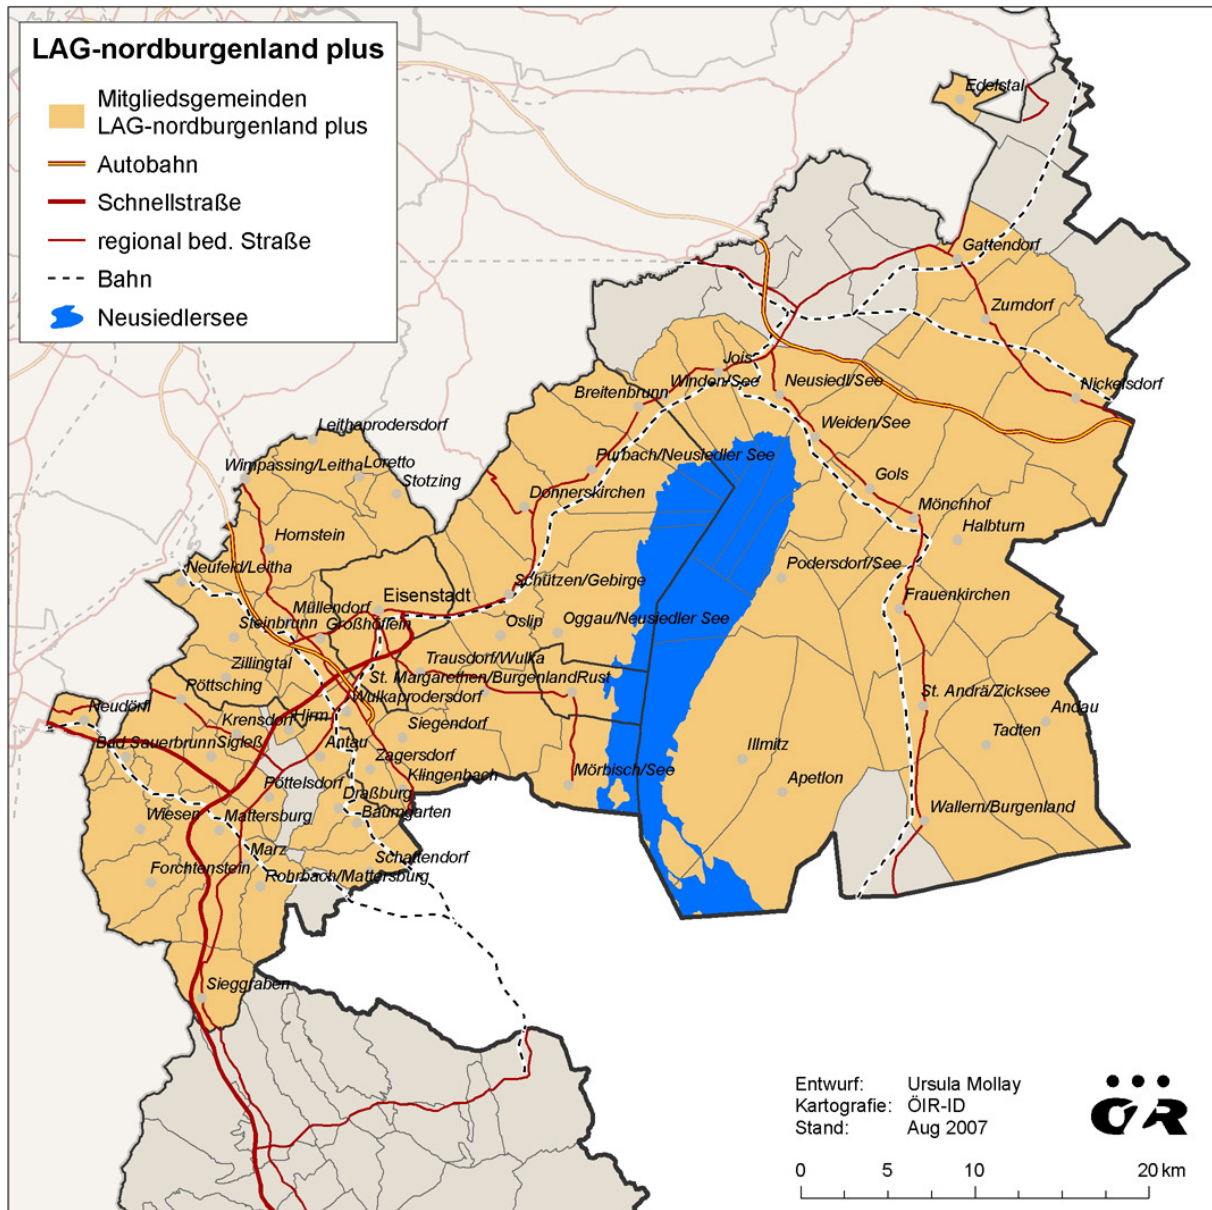 LAG-nordburgenland plus
Mitgliedsgemeinden
LAG-nordburgenland plus
Autobahn
Schnellstraße
regional bed. Straße
Bahn
Neusiedlersee
Edelstal
Gattendorf
Zurndorf
Nickelsdorf
Jois
Winden/See
Neusiedl/See
Breitenbrunn
Weiden/See
Leithaprodersdorf
Wimpassing/Leitha
Loretto
Stotzing
Purbach/Neusiedler See
Gols
Donnerskirchen
Mönchhof
Halbturn
Hornstein
Neufeld/Leitha
Schützen/Gebirge
Podersdorf/See
Eisenstadt
Frauenkirchen
Müllendorf
Steinbrunn
Großhöflein
Oslip
Oggau/Neusiedler See
Zillingtal
Trausdorf/Wulka
St. Margarethen/Burgenland
Rust
Pöttsching
Wulkaprodersdorf
St. Andrä/Zicksee
Andau
Neudörfl
Krensdorf
Hirm
Siegendorf
Tadten
Bad Sauerbrunn
Sigleß
Antau
Zagersdorf
Illmitz
Klingenbach
Mörbisch/See
Apetlon
Pöttelsdorf
Draßburg
Wiesen
Mattersburg
Baumgarten
Wallern/Burgenland
Marz
Schattendorf
Forchtenstein
Rohrbach/Mattersburg
Sieggraben
Entwurf: Ursula Mollay
Kartografie: ÖIR-ID
Stand: Aug 2007
ÖIR
0 5 10 20 km